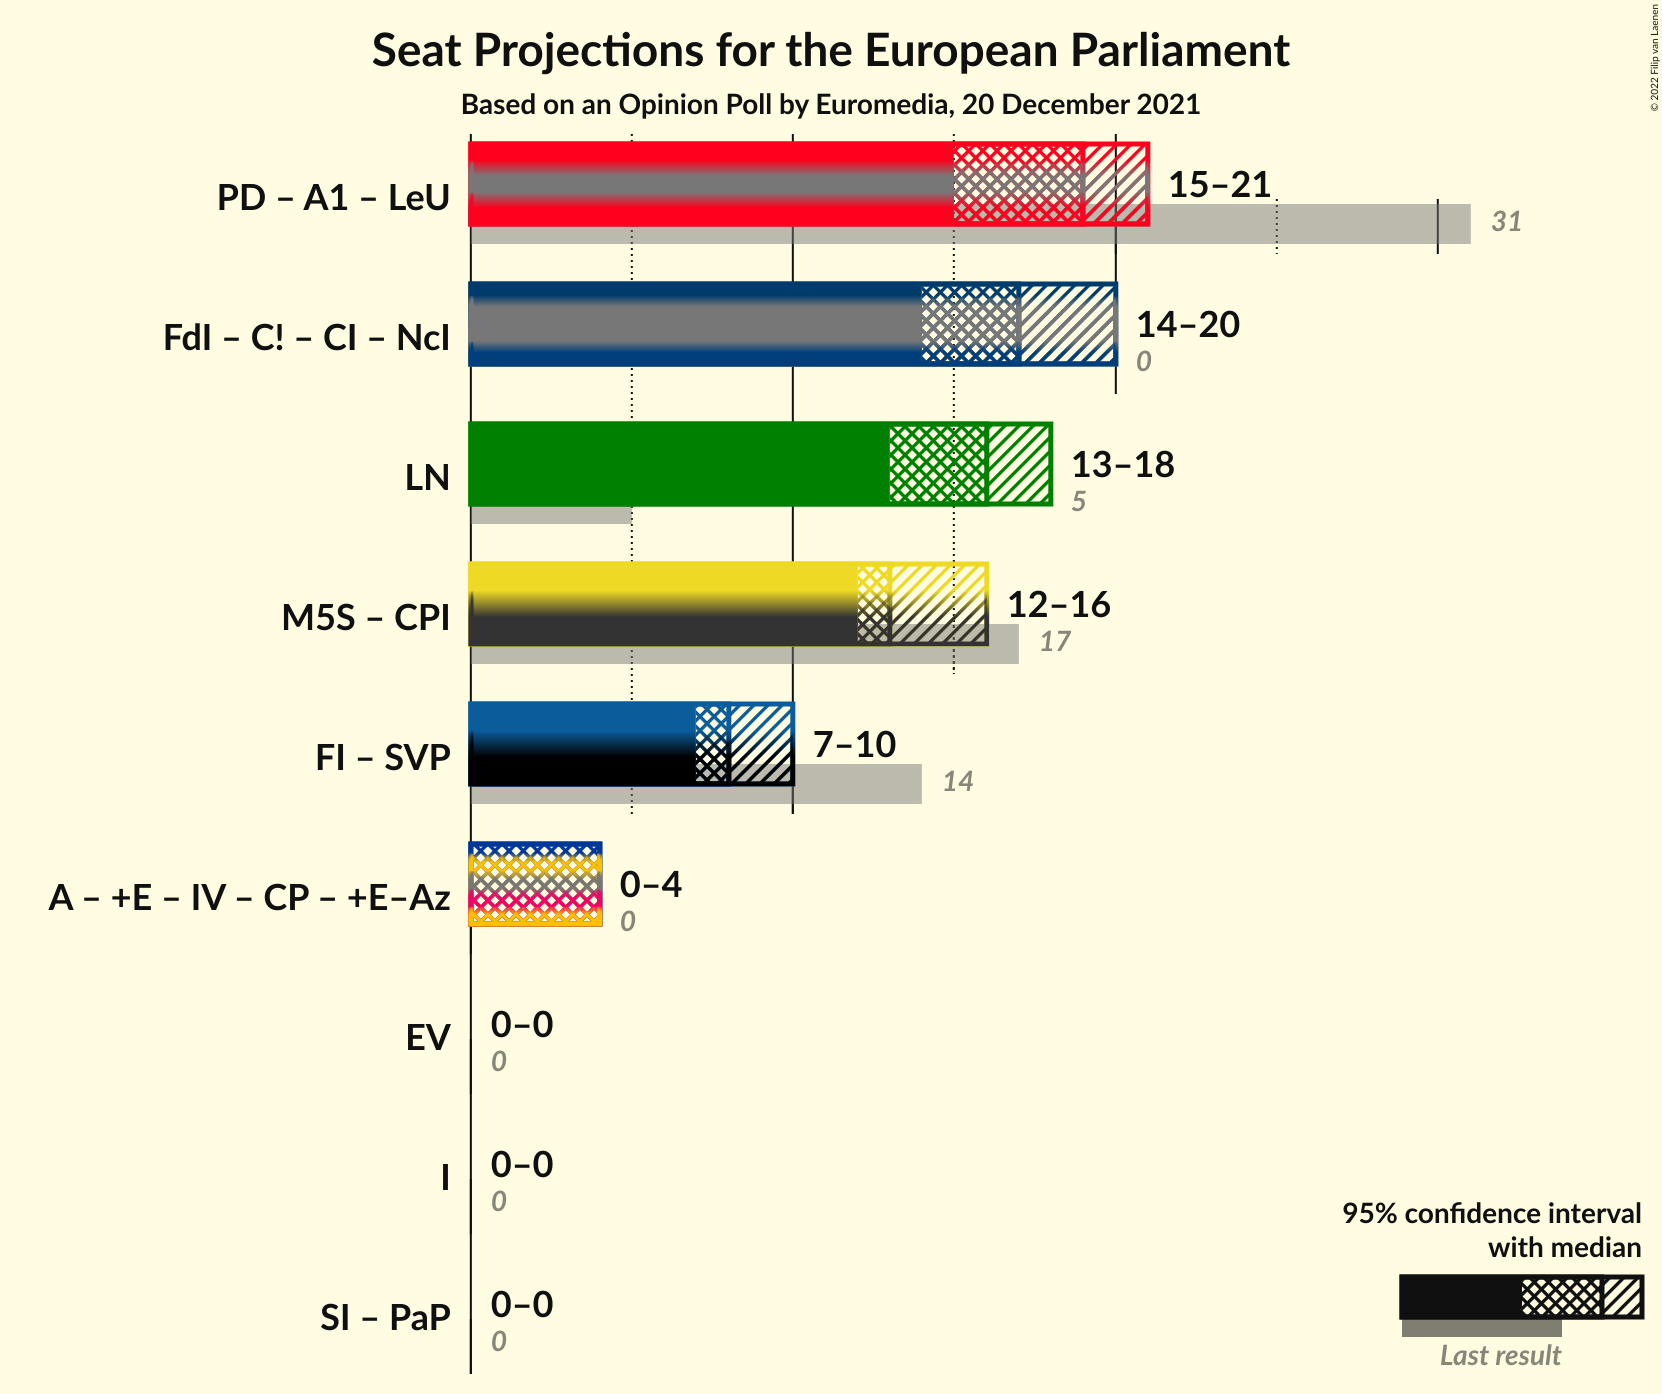 Seat Projections for the European Parliament
Based on an Opinion Poll by Euromedia, 20 December 2021
© 2022 Filip van Laenen
PD – A1 – LeU
15–21
31
FdI – C! – CI – NcI
14–20
0
LN
13–18
5
M5S – CPI
12–16
17
FI – SVP
7–10
14
A – +E – IV – CP – +E–Az
0–4
0
EV
0–0
0
I
0–0
0
SI – PaP
0–0
0
95% confidence interval
with median
Last result